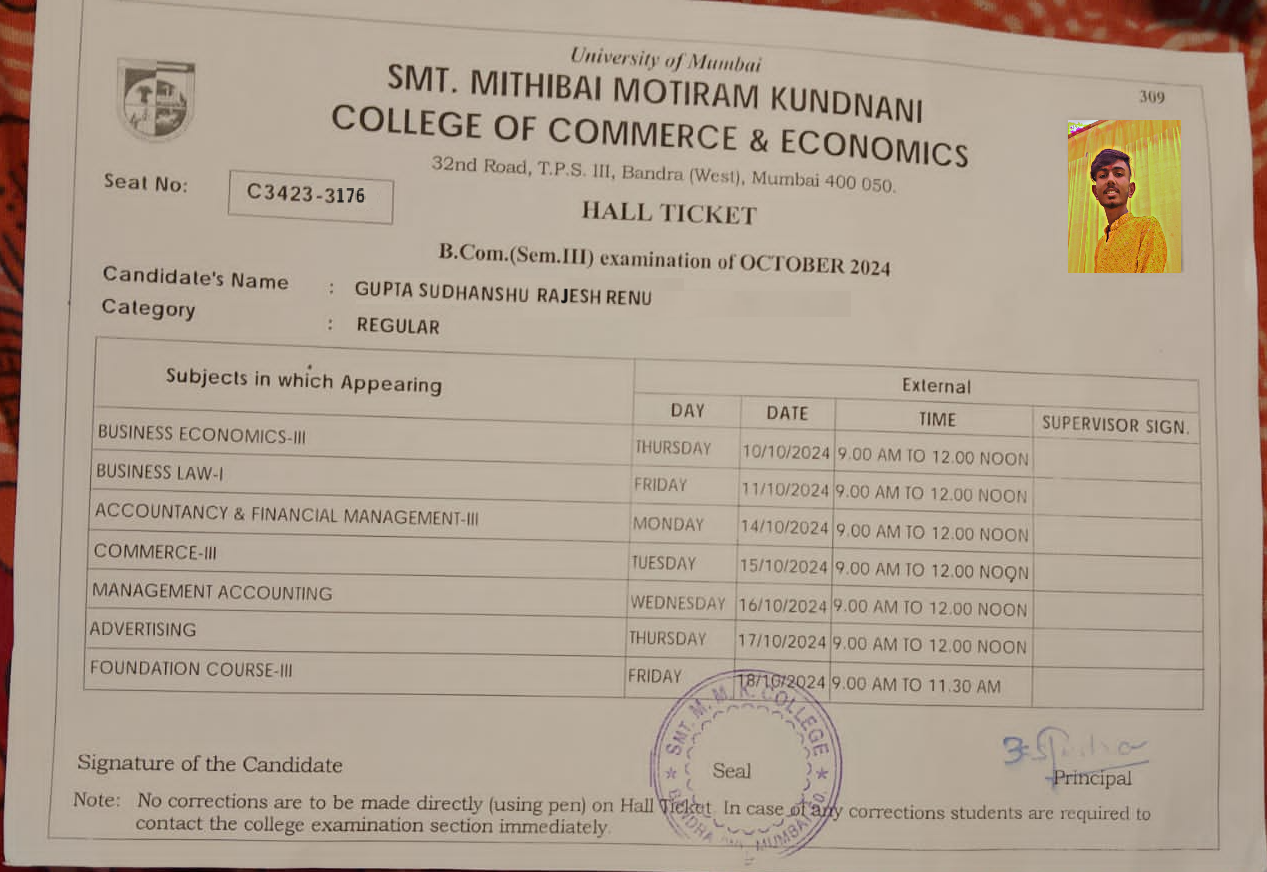 University of Mumbai
309
SMT. MITHIBAI MOTIRAM KUNDNANI
COLLEGE OF COMMERCE & ECONOMICS
32nd Road, T.P.S. III, Bandra (West), Mumbai 400 050.
Seat No: C3423-3176
HALL TICKET
B.Com.(Sem.III) examination of OCTOBER 2024
Candidate's Name : GUPTA SUDHANSHU RAJESH RENU
Category : REGULAR
Subjects in which Appearing External
DAY DATE TIME SUPERVISOR SIGN.
BUSINESS ECONOMICS-III THURSDAY 10/10/2024 9.00 AM TO 12.00 NOON
BUSINESS LAW-I FRIDAY 11/10/2024 9.00 AM TO 12.00 NOON
ACCOUNTANCY & FINANCIAL MANAGEMENT-III MONDAY 14/10/2024 9.00 AM TO 12.00 NOON
COMMERCE-III TUESDAY 15/10/2024 9.00 AM TO 12.00 NOON
MANAGEMENT ACCOUNTING WEDNESDAY 16/10/2024 9.00 AM TO 12.00 NOON
ADVERTISING THURSDAY 17/10/2024 9.00 AM TO 12.00 NOON
FOUNDATION COURSE-III FRIDAY 18/10/2024 9.00 AM TO 11.30 AM
SMT. M. M. K. COLLEGE
Signature of the Candidate
Seal
Principal
Note: No corrections are to be made directly (using pen) on Hall Ticket. In case of any corrections students are required to
contact the college examination section immediately.